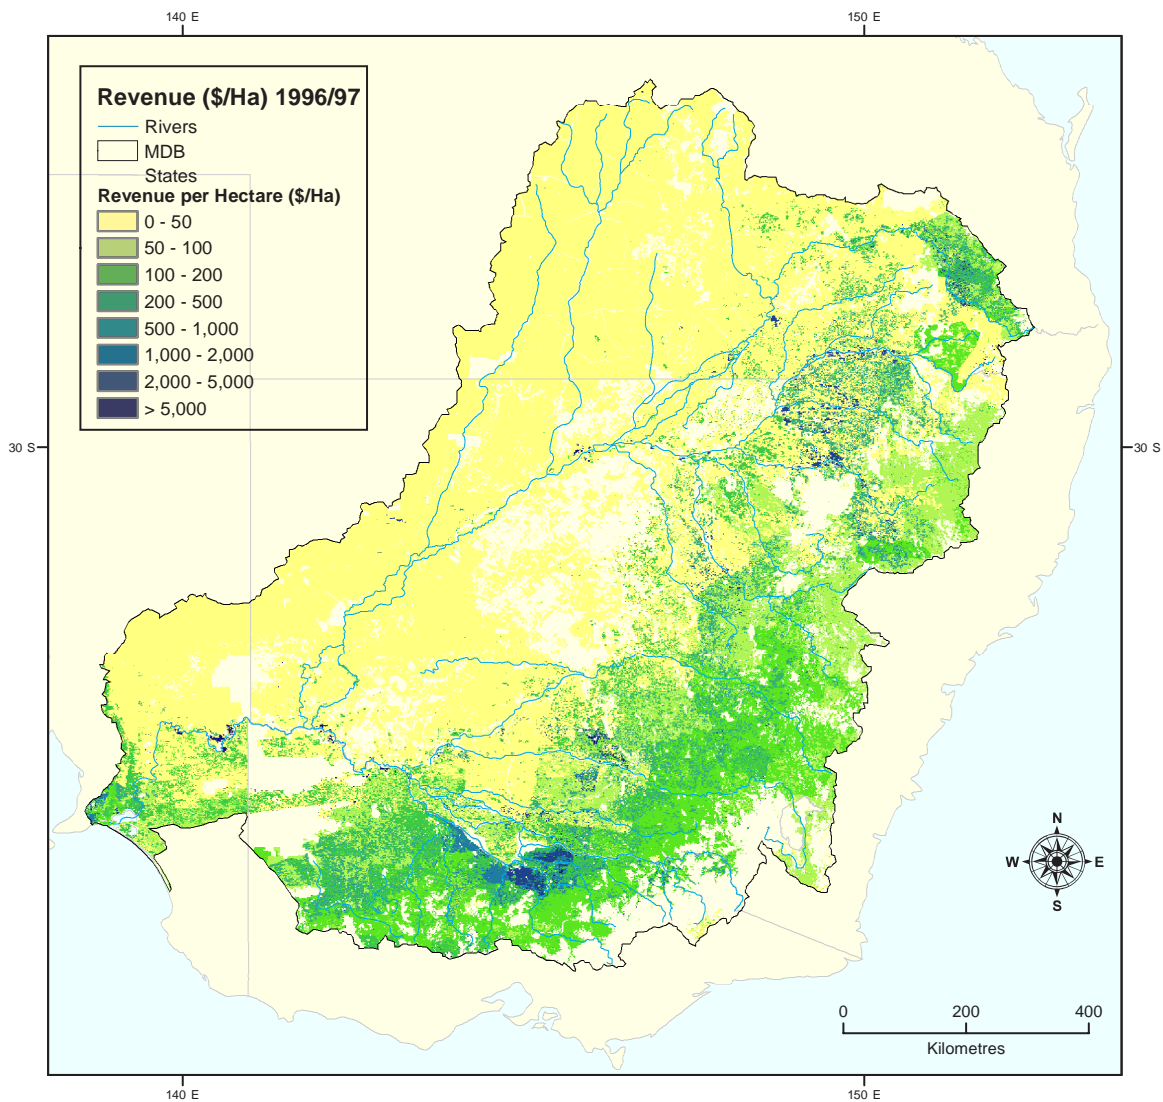 140 E
150 E
Revenue ($/Ha) 1996/97
Rivers
MDB
States
Revenue per Hectare ($/Ha)
0 - 50
50 - 100
100 - 200
200 - 500
500 - 1,000
1,000 - 2,000
2,000 - 5,000
> 5,000
30 S
30 S
N
W
E
S
0
200
400
Kilometres
140 E
150 E